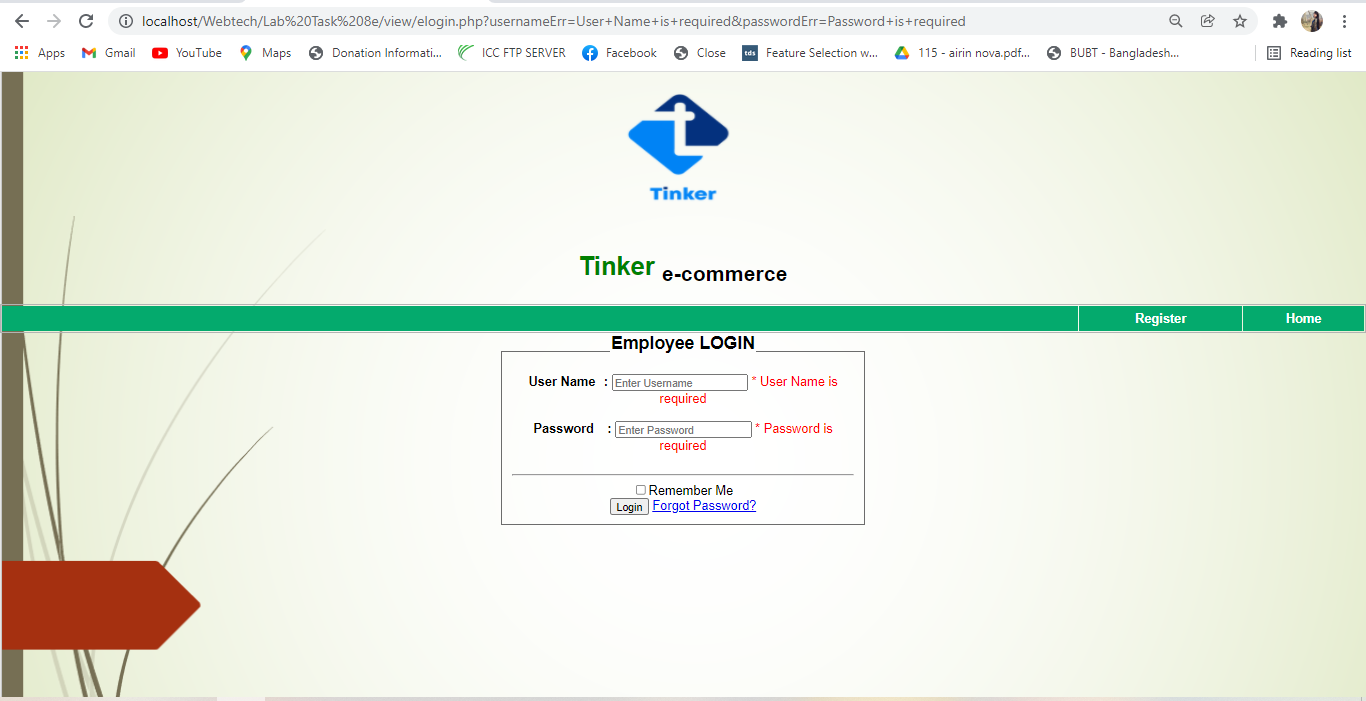 localhost/Webtech/Lab%20Task%208e/view/elogin.php?usernameErr=User+Name+is+required&passwordErr=Password+is+required
Apps Gmail YouTube Maps Donation Informati... ICC FTP SERVER Facebook Close tds Feature Selection w... 115 - airin nova.pdf... BUBT - Bangladesh... Reading list
t
Tinker
Tinker e-commerce
Register Home
Employee LOGIN
User Name : Enter Username * User Name is
required
Password : Enter Password * Password is
required
Remember Me
Login Forgot Password?